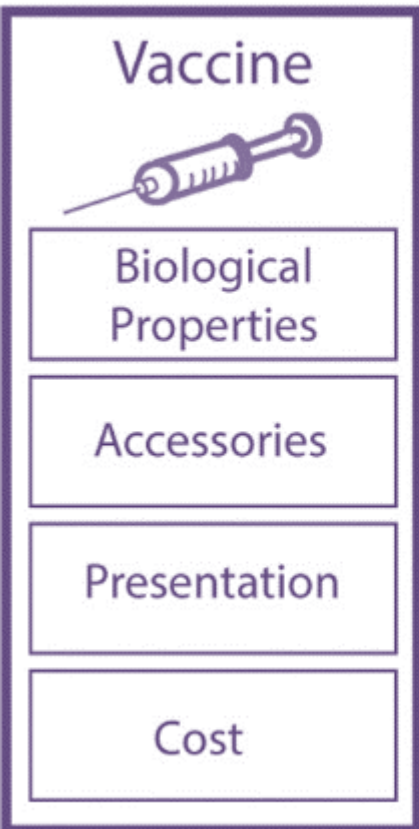 Vaccine
Biological
Properties
Accessories
Presentation
Cost